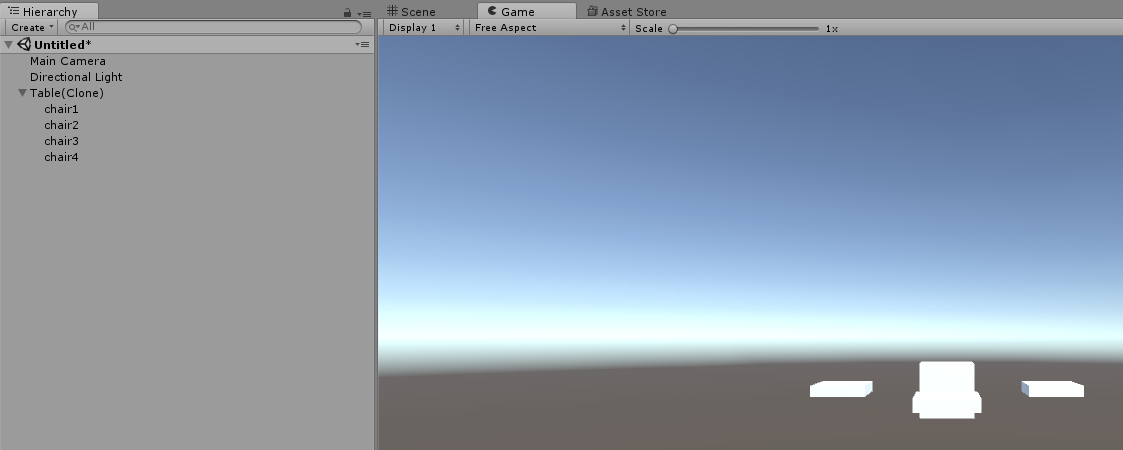 Hierarchy
Create
All
Untitled*
Main Camera
Directional Light
Table(Clone)
chair1
chair2
chair3
chair4
Scene
Game
Asset Store
Display 1
Free Aspect
Scale
1x